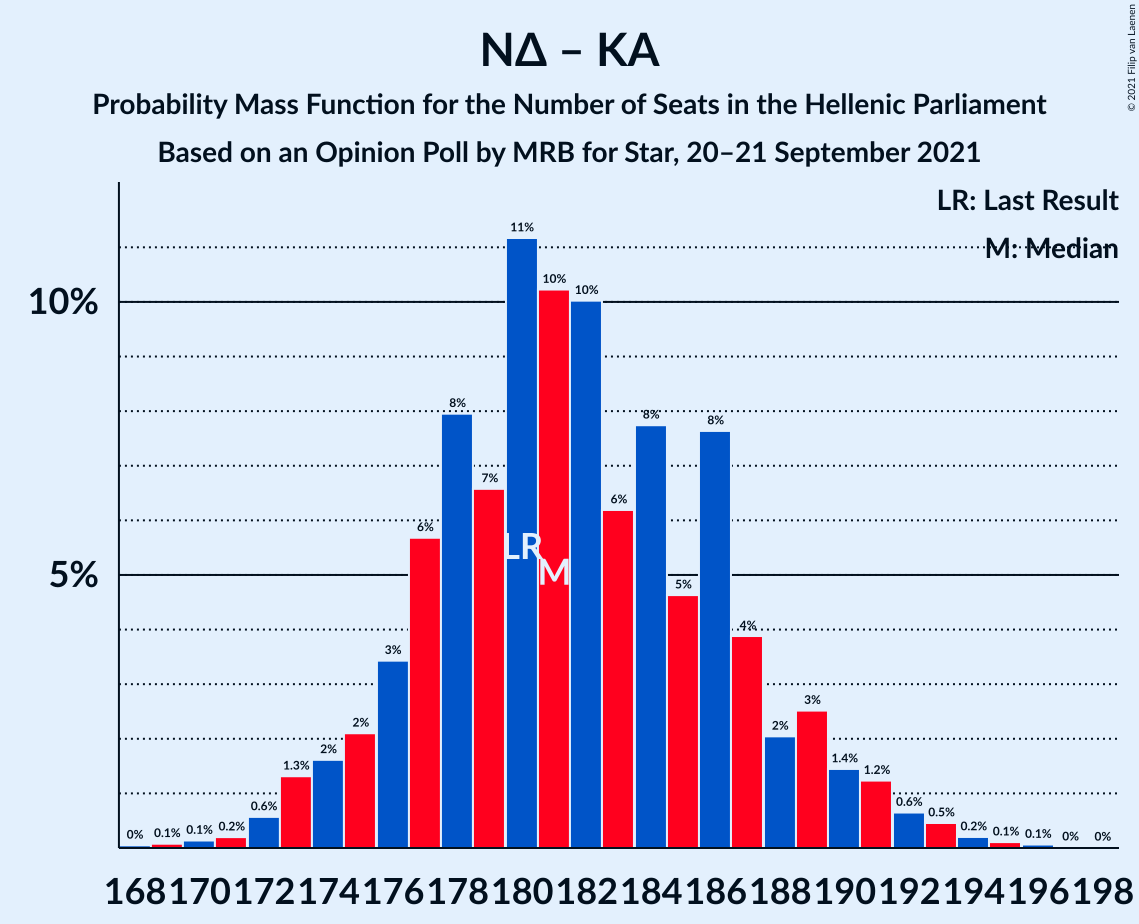 ΝΔ – ΚΑ
Probability Mass Function for the Number of Seats in the Hellenic Parliament
Based on an Opinion Poll by MRB for Star, 20–21 September 2021
© 2021 Filip van Laenen
LR: Last Result
M: Median
10%
5%
0% 0.1% 0.1% 0.2% 0.6% 1.3% 2% 2% 3% 6% 8% 7% 11% 10% 10% 6% 8% 5% 8% 4% 2% 3% 1.4% 1.2% 0.6% 0.5% 0.2% 0.1% 0.1% 0% 0%
LR
M
168 170 172 174 176 178 180 182 184 186 188 190 192 194 196 198